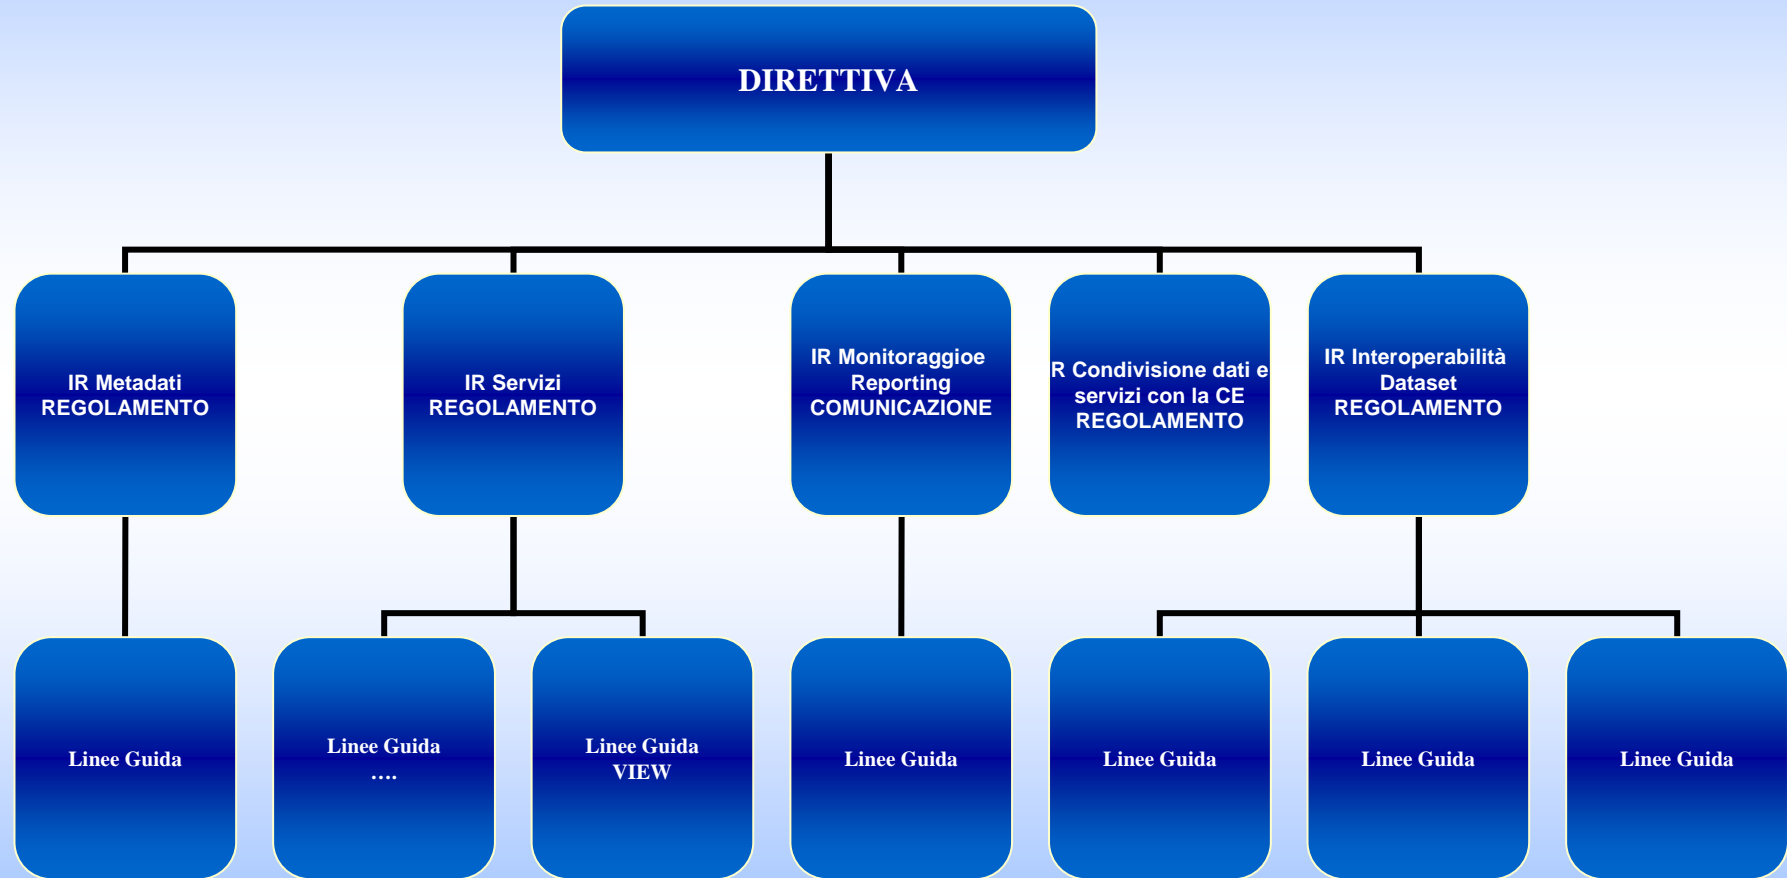 DIRETTIVA
IR Metadati
REGOLAMENTO
IR Servizi
REGOLAMENTO
IR Monitoraggioe
Reporting
COMUNICAZIONE
R Condivisione dati e
servizi con la CE
REGOLAMENTO
IR Interoperabilità
Dataset
REGOLAMENTO
Linee Guida
Linee Guida
....
Linee Guida
VIEW
Linee Guida
Linee Guida
Linee Guida
Linee Guida